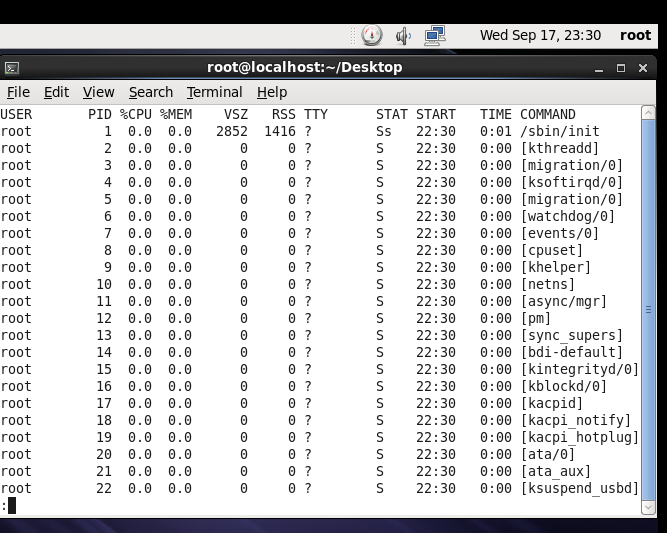 Wed Sep 17, 23:30 root
root@localhost:~/Desktop
File Edit View Search Terminal Help
USER       PID %CPU %MEM    VSZ   RSS TTY      STAT START   TIME COMMAND
root         1  0.0  0.0   2852  1416 ?        Ss   22:30   0:01 /sbin/init
root         2  0.0  0.0      0     0 ?        S    22:30   0:00 [kthreadd]
root         3  0.0  0.0      0     0 ?        S    22:30   0:00 [migration/0]
root         4  0.0  0.0      0     0 ?        S    22:30   0:00 [ksoftirqd/0]
root         5  0.0  0.0      0     0 ?        S    22:30   0:00 [migration/0]
root         6  0.0  0.0      0     0 ?        S    22:30   0:00 [watchdog/0]
root         7  0.0  0.0      0     0 ?        S    22:30   0:00 [events/0]
root         8  0.0  0.0      0     0 ?        S    22:30   0:00 [cpuset]
root         9  0.0  0.0      0     0 ?        S    22:30   0:00 [khelper]
root        10  0.0  0.0      0     0 ?        S    22:30   0:00 [netns]
root        11  0.0  0.0      0     0 ?        S    22:30   0:00 [async/mgr]
root        12  0.0  0.0      0     0 ?        S    22:30   0:00 [pm]
root        13  0.0  0.0      0     0 ?        S    22:30   0:00 [sync_supers]
root        14  0.0  0.0      0     0 ?        S    22:30   0:00 [bdi-default]
root        15  0.0  0.0      0     0 ?        S    22:30   0:00 [kintegrityd/0]
root        16  0.0  0.0      0     0 ?        S    22:30   0:00 [kblockd/0]
root        17  0.0  0.0      0     0 ?        S    22:30   0:00 [kacpid]
root        18  0.0  0.0      0     0 ?        S    22:30   0:00 [kacpi_notify]
root        19  0.0  0.0      0     0 ?        S    22:30   0:00 [kacpi_hotplug]
root        20  0.0  0.0      0     0 ?        S    22:30   0:00 [ata/0]
root        21  0.0  0.0      0     0 ?        S    22:30   0:00 [ata_aux]
root        22  0.0  0.0      0     0 ?        S    22:30   0:00 [ksuspend_usbd]
: